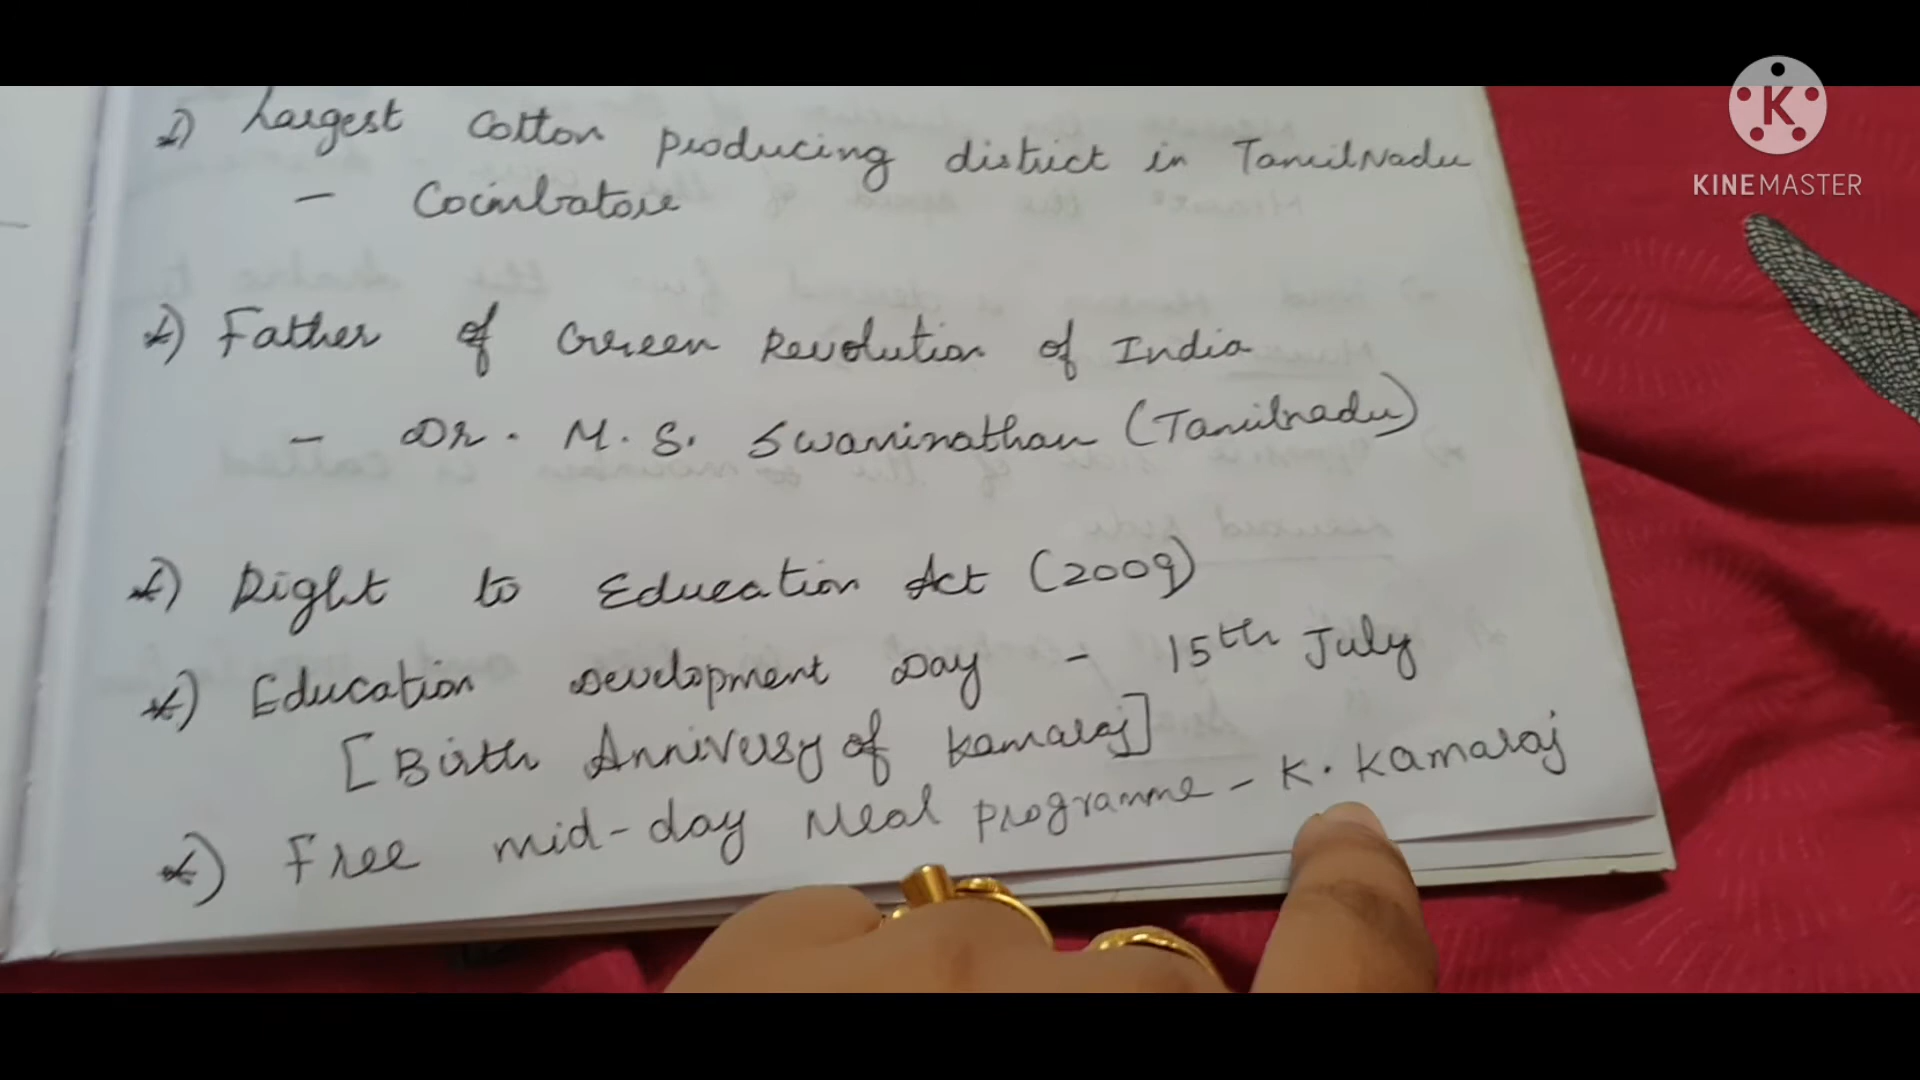 *) Largest Cotton Producing district in TamilNadu
- Coimbatore
*) Father of Green Revolution of India
- Dr. M. S. Swaminathan (Tamilnadu)
*) Right to Education Act (2009)
*) Education Development Day - 15th July
[Birth Anniversy of Kamaraj]
*) Free mid-day Meal programme - K. Kamaraj
K
KINEMASTER